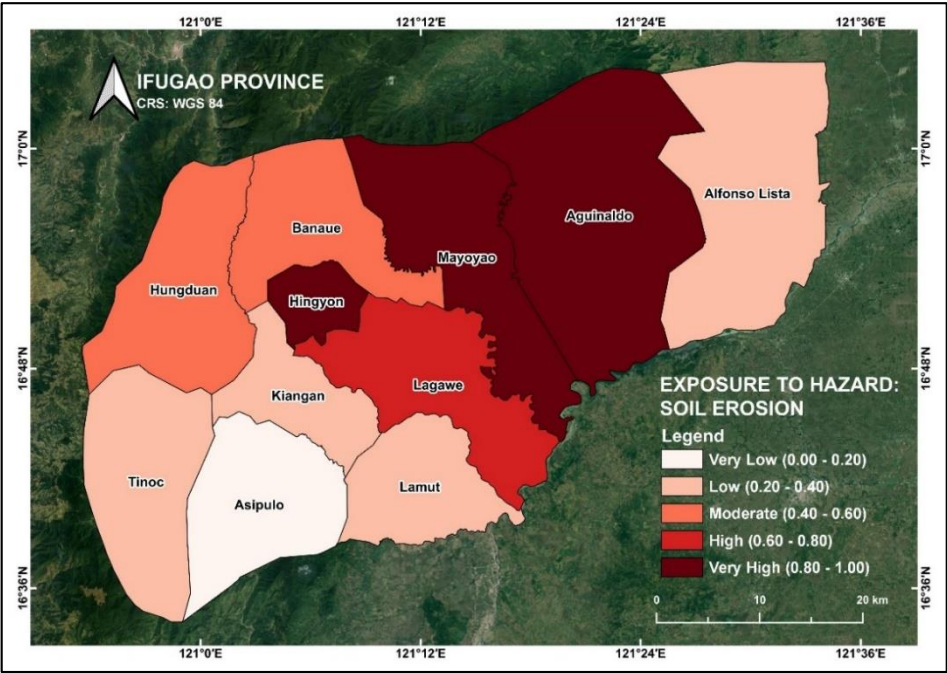 121°0'E 121°12'E 121°24'E 121°36'E
IFUGAO PROVINCE
CRS: WGS 84
17°0'N 17°0'N
Alfonso Lista
Aguinaldo
Banaue
Mayoyao
Hungduan
Hingyon
16°48'N 16°48'N
Lagawe
Kiangan
Tinoc
Lamut
Asipulo
EXPOSURE TO HAZARD:
SOIL EROSION
Legend
Very Low (0.00 - 0.20)
Low (0.20 - 0.40)
Moderate (0.40 - 0.60)
High (0.60 - 0.80)
Very High (0.80 - 1.00)
16°36'N 16°36'N
0 10 20 km
121°0'E 121°12'E 121°24'E 121°36'E